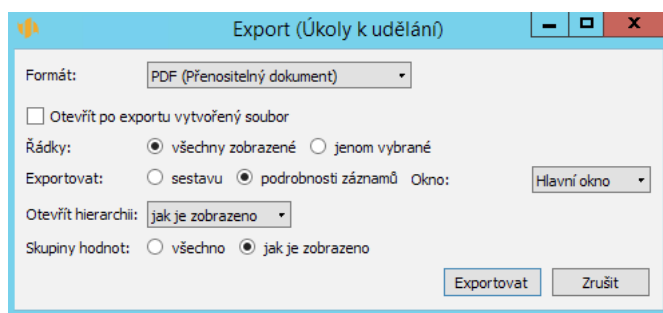 Export (Úkoly k udělání)
Formát: PDF (Přenositelný dokument)
Otevřít po exportu vytvořený soubor
Řádky: všechny zobrazené jenom vybrané
Exportovat: sestavu podrobnosti záznamů Okno: Hlavní okno
Otevřít hierarchii: jak je zobrazeno
Skupiny hodnot: všechno jak je zobrazeno
Exportovat Zrušit